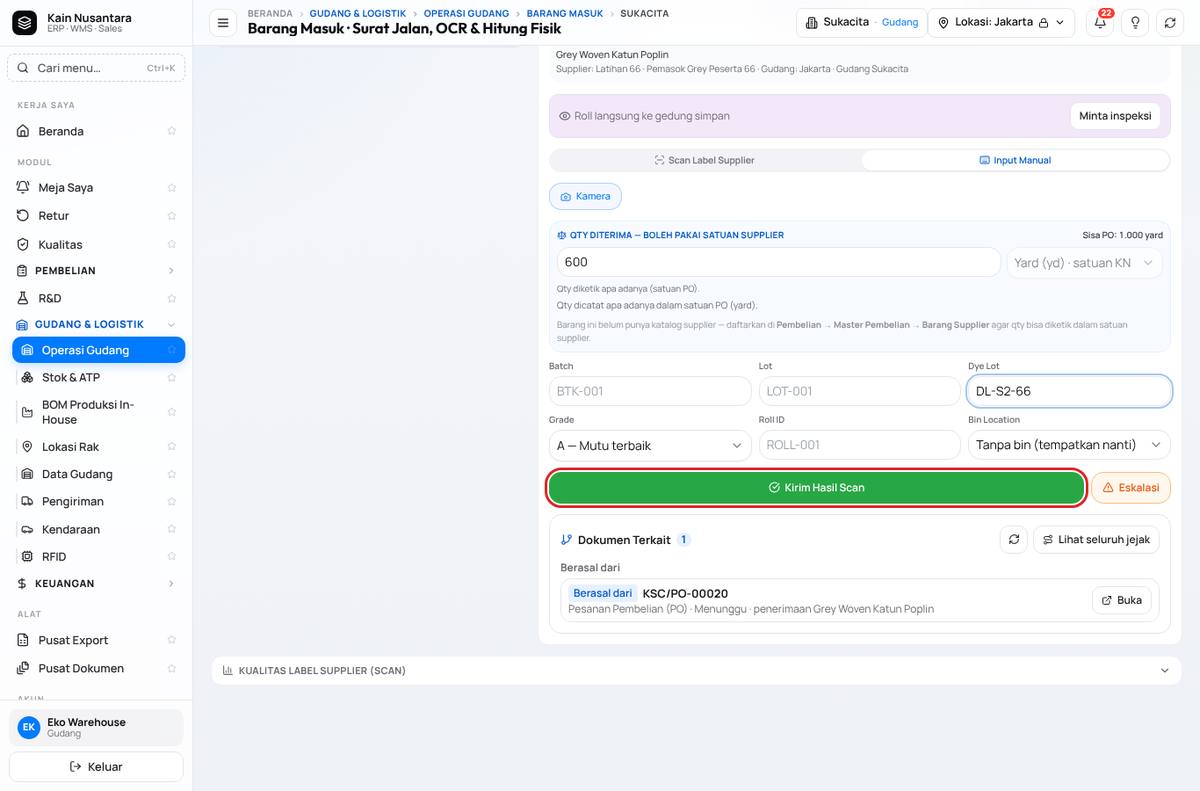 Kain Nusantara
ERP · WMS · Sales
Cari menu...
Ctrl+K
KERJA SAYA
Beranda
MODUL
Meja Saya
Retur
Kualitas
PEMBELIAN
R&D
GUDANG & LOGISTIK
Operasi Gudang
Stok & ATP
BOM Produksi In-
House
Lokasi Rak
Data Gudang
Pengiriman
Kendaraan
RFID
KEUANGAN
ALAT
Pusat Export
Pusat Dokumen
AKUN
EK
Eko Warehouse
Gudang
Keluar
BERANDA › GUDANG & LOGISTIK › OPERASI GUDANG › BARANG MASUK › SUKACITA
Barang Masuk · Surat Jalan, OCR & Hitung Fisik
Sukacita · Gudang
Lokasi: Jakarta
22
Grey Woven Katun Poplin
Supplier: Latihan 66 · Pemasok Grey Peserta 66 · Gudang: Jakarta · Gudang Sukacita
Roll langsung ke gedung simpan
Minta inspeksi
Scan Label Supplier
Input Manual
Kamera
QTY DITERIMA — BOLEH PAKAI SATUAN SUPPLIER
Sisa PO: 1.000 yard
600
Yard (yd) · satuan KN
Qty diketik apa adanya (satuan PO).
Qty dicatat apa adanya dalam satuan PO (yard).
Barang ini belum punya katalog supplier — daftarkan di Pembelian → Master Pembelian → Barang Supplier agar qty bisa diketik dalam satuan
supplier.
Batch
Lot
Dye Lot
BTK-001
LOT-001
DL-S2-66
Grade
Roll ID
Bin Location
A — Mutu terbaik
ROLL-001
Tanpa bin (tempatkan nanti)
Kirim Hasil Scan
Eskalasi
Dokumen Terkait 1
Lihat seluruh jejak
Berasal dari
Berasal dari KSC/PO-00020
Pesanan Pembelian (PO) · Menunggu · penerimaan Grey Woven Katun Poplin
Buka
KUALITAS LABEL SUPPLIER (SCAN)